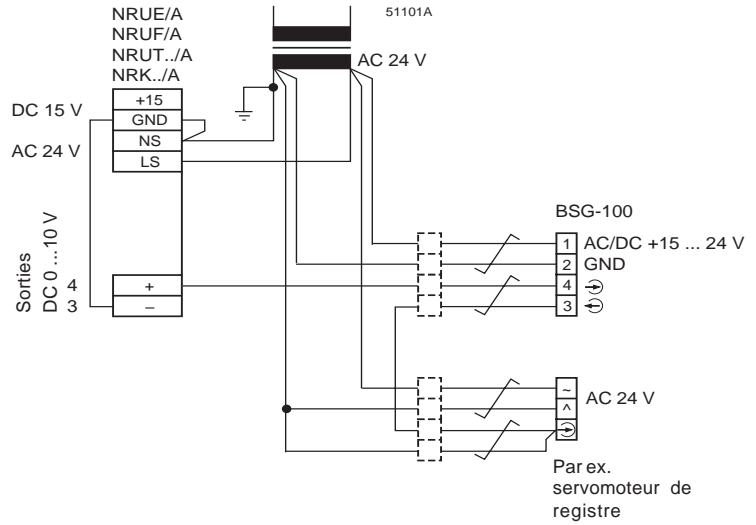 NRUE/A
NRUF/A
NRUT../A
NRK../A
51101A
AC 24 V
DC 15 V
+15
GND
AC 24 V
NS
LS
BSG-100
1 AC/DC +15 ... 24 V
2 GND
4
3
Sorties
DC 0 ...10 V
4 +
3 –
~
^
AC 24 V
Par ex.
servomoteur de
registre